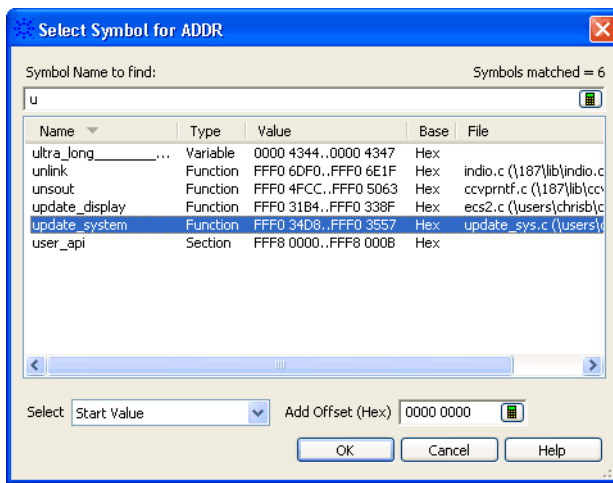 Select Symbol for ADDR
Symbol Name to find: Symbols matched = 6
u
Name Type Value Base File
ultra_long________... Variable 0000 4344..0000 4347 Hex
unlink Function FFF0 6DF0..FFF0 6E1F Hex indio.c (\187\lib\indio.c
unsout Function FFF0 4FCC..FFF0 5063 Hex ccvprntf.c (\187\lib\ccv
update_display Function FFF0 31B4..FFF0 338F Hex ecs2.c (\users\chrisb\c
update_system Function FFF0 34D8..FFF0 3557 Hex update_sys.c (\users\c
user_api Section FFF8 0000..FFF8 000B Hex
Select Start Value Add Offset (Hex) 0000 0000
OK Cancel Help